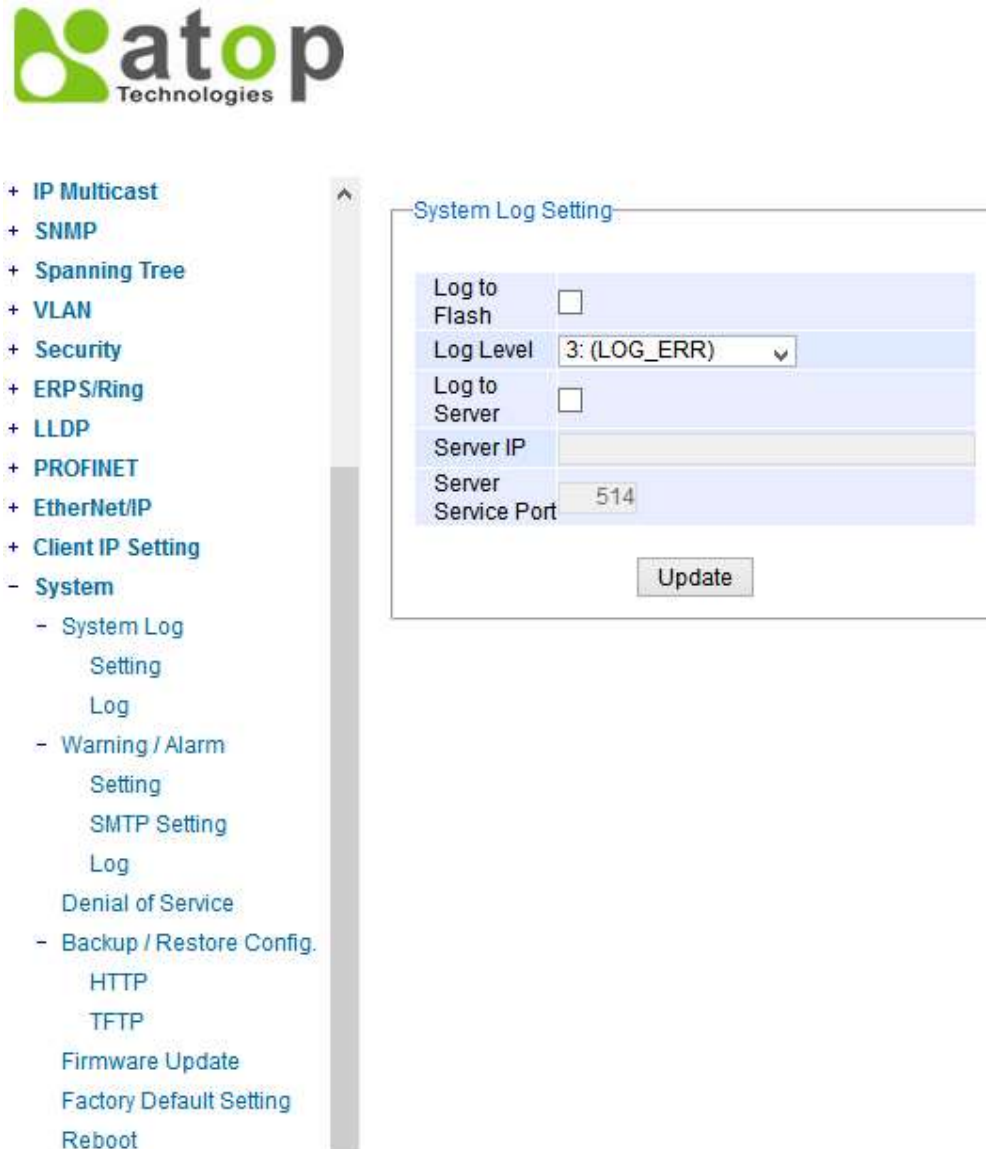 atop
Technologies
+ IP Multicast
+ SNMP
+ Spanning Tree
+ VLAN
+ Security
+ ERPS/Ring
+ LLDP
+ PROFINET
+ EtherNet/IP
+ Client IP Setting
- System
- System Log
Setting
Log
- Warning / Alarm
Setting
SMTP Setting
Log
Denial of Service
- Backup / Restore Config.
HTTP
TFTP
Firmware Update
Factory Default Setting
Reboot
System Log Setting
Log to
Flash
Log Level 3: (LOG_ERR)
Log to
Server
Server IP
Server
Service Port 514
Update